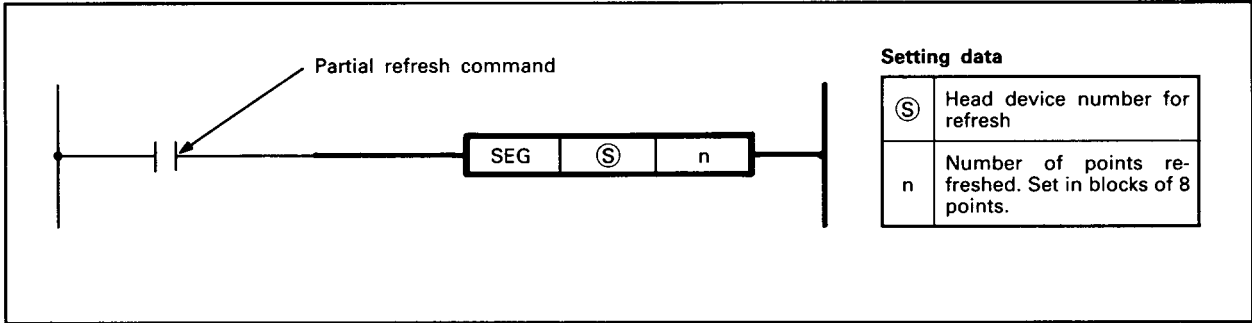 Partial refresh command
SEG Ⓢ n
Setting data
Ⓢ Head device number for
refresh
n Number of points re-
freshed. Set in blocks of 8
points.